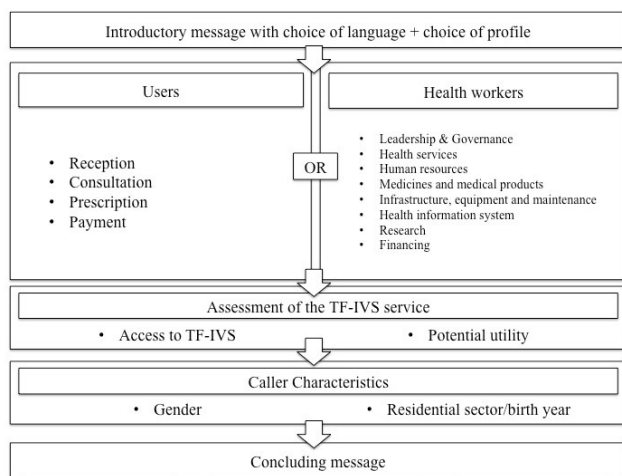 Introductory message with choice of language + choice of profile
Users
• Reception
• Consultation
• Prescription
• Payment
OR
Health workers
• Leadership & Governance
• Health services
• Human resources
• Medicines and medical products
• Infrastructure, equipment and maintenance
• Health information system
• Research
• Financing
Assessment of the TF-IVS service
• Access to TF-IVS
• Potential utility
Caller Characteristics
• Gender
• Residential sector/birth year
Concluding message